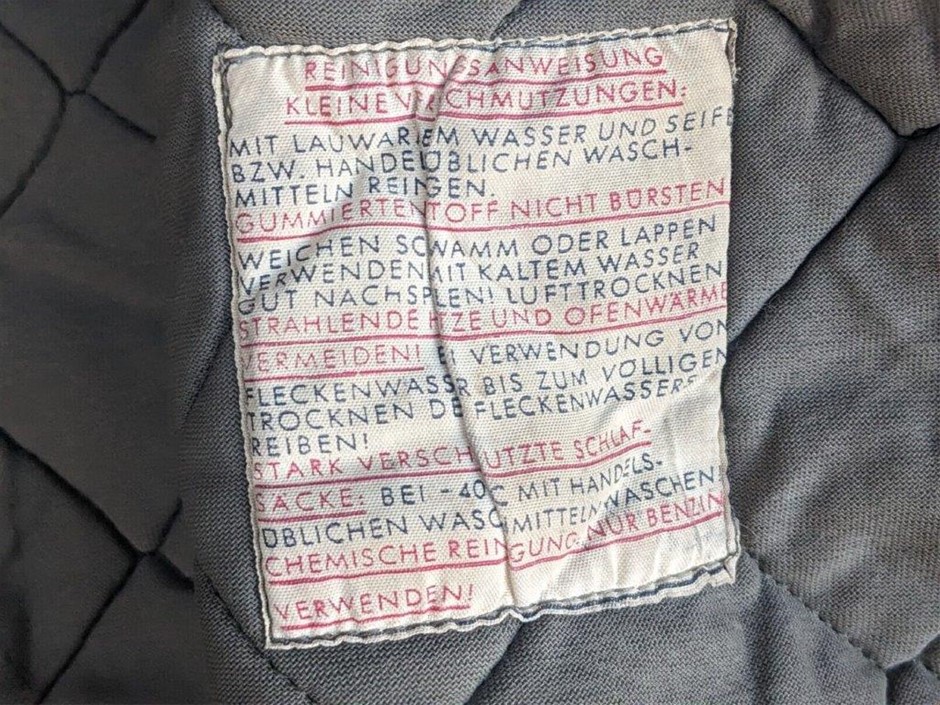 REINIGUNGSANWEISUNG
KLEINE VERSCHMUTZUNGEN:
MIT LAUWARMEM WASSER UND SEIFE
BZW. HANDELÜBLICHEN WASCH-
MITTELN REINIGEN.
GUMMIERTEN STOFF NICHT BÜRSTEN
WEICHEN SCHWAMM ODER LAPPEN
VERWENDEN MIT KALTEM WASSER
GUT NACHSPÜLEN! LUFTTROCKNEN
STRAHLENDE HITZE UND OFENWÄRME
VERMEIDEN! BEI VERWENDUNG VON
FLECKENWASSER BIS ZUM VÖLLIGEN
TROCKNEN DES FLECKENWASSERS
REIBEN!
STARK VERSCHMUTZTE SCHLAF-
SÄCKE: BEI -40°C MIT HANDELS-
ÜBLICHEN WASCHMITTELN WASCHEN.
CHEMISCHE REINIGUNG: NUR BENZIN
VERWENDEN!